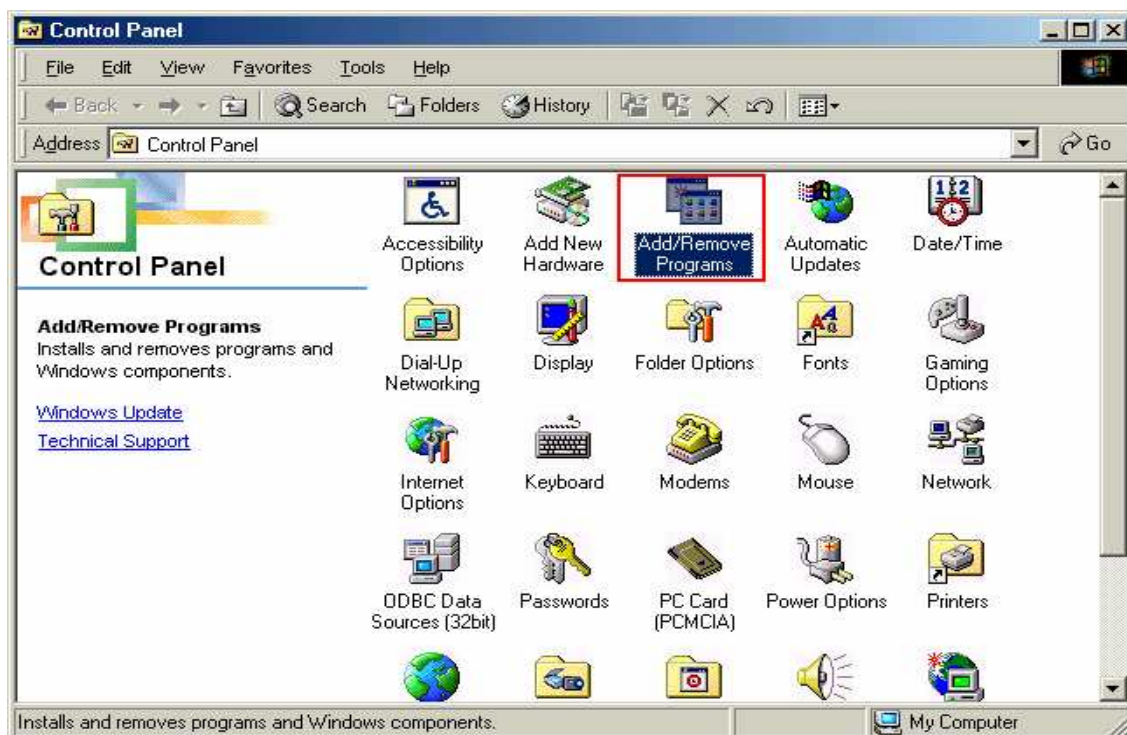 Control Panel
File Edit View Favorites Tools Help
Back Search Folders History
Address Control Panel Go
Control Panel
Add/Remove Programs
Installs and removes programs and
Windows components.
Windows Update
Technical Support
Accessibility
Options
Add New
Hardware
Add/Remove
Programs
Automatic
Updates
Date/Time
Dial-Up
Networking
Display
Folder Options
Fonts
Gaming
Options
Internet
Options
Keyboard
Modems
Mouse
Network
ODBC Data
Sources (32bit)
Passwords
PC Card
(PCMCIA)
Power Options
Printers
Installs and removes programs and Windows components.
My Computer